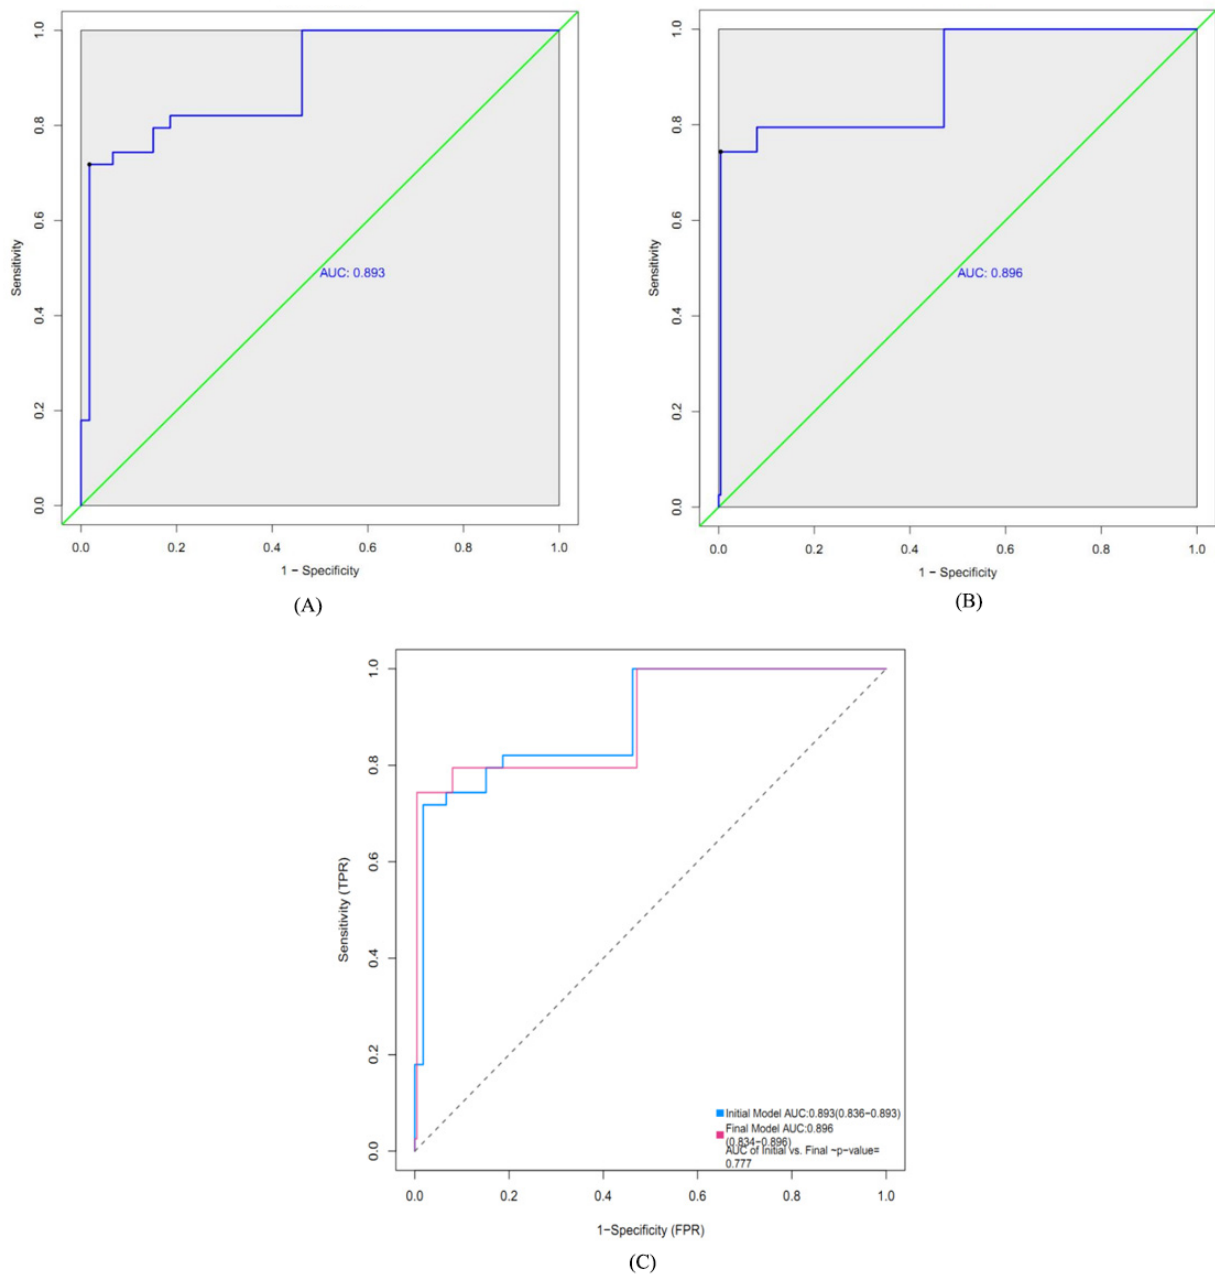 1.0
0.8
0.6
0.4
0.2
0.0
Sensitivity
AUC: 0.893
0.0 0.2 0.4 0.6 0.8 1.0
1 − Specificity
(A)
1.0
0.8
0.6
0.4
0.2
0.0
Sensitivity
AUC: 0.896
0.0 0.2 0.4 0.6 0.8 1.0
1 − Specificity
(B)
1.0
0.8
0.6
0.4
0.2
0.0
Sensitivity (TPR)
Initial Model AUC:0.893(0.836−0.893)
Final Model AUC:0.896
(0.834−0.896)
AUC of Initial vs. Final ~p−value=
0.777
0.0 0.2 0.4 0.6 0.8 1.0
1−Specificity (FPR)
(C)